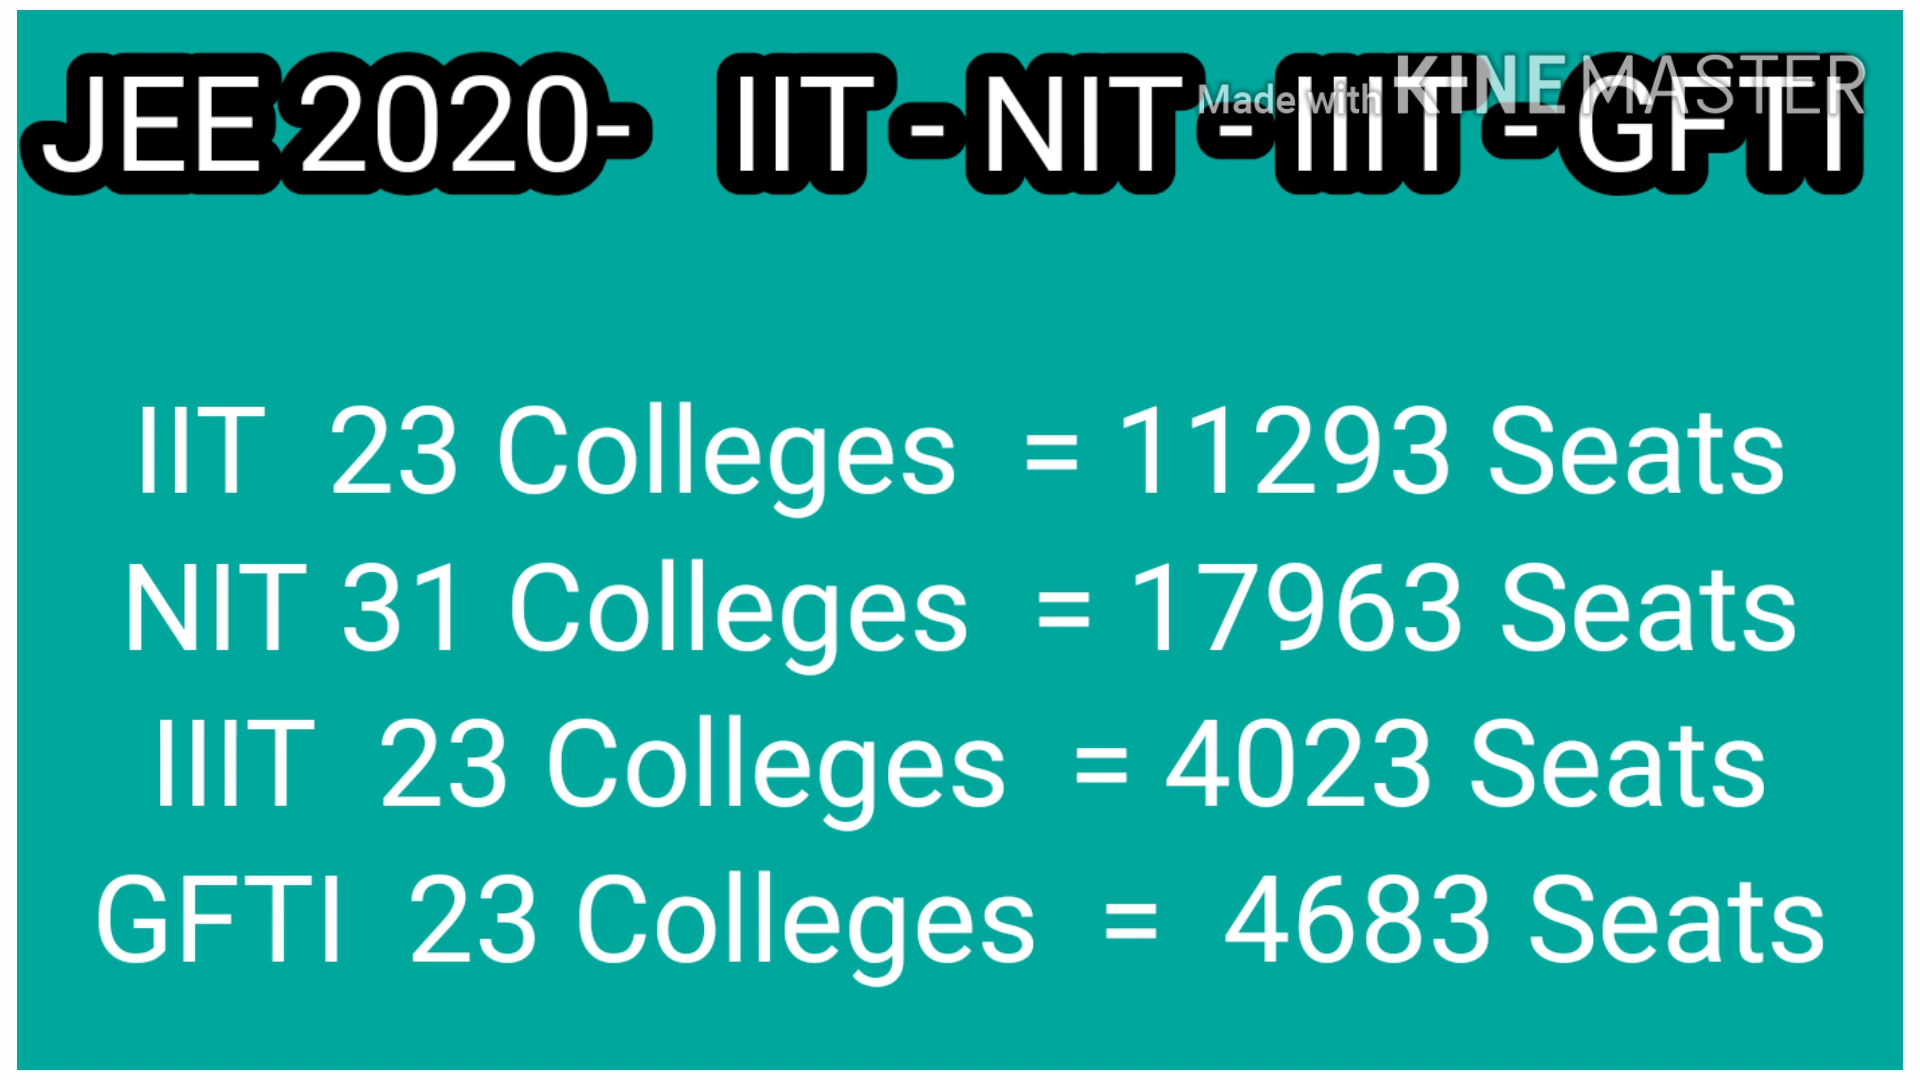 JEE 2020- IIT - NIT - IIIT - GFTI
Made with KINEMASTER
IIT 23 Colleges = 11293 Seats
NIT 31 Colleges = 17963 Seats
IIIT 23 Colleges = 4023 Seats
GFTI 23 Colleges = 4683 Seats